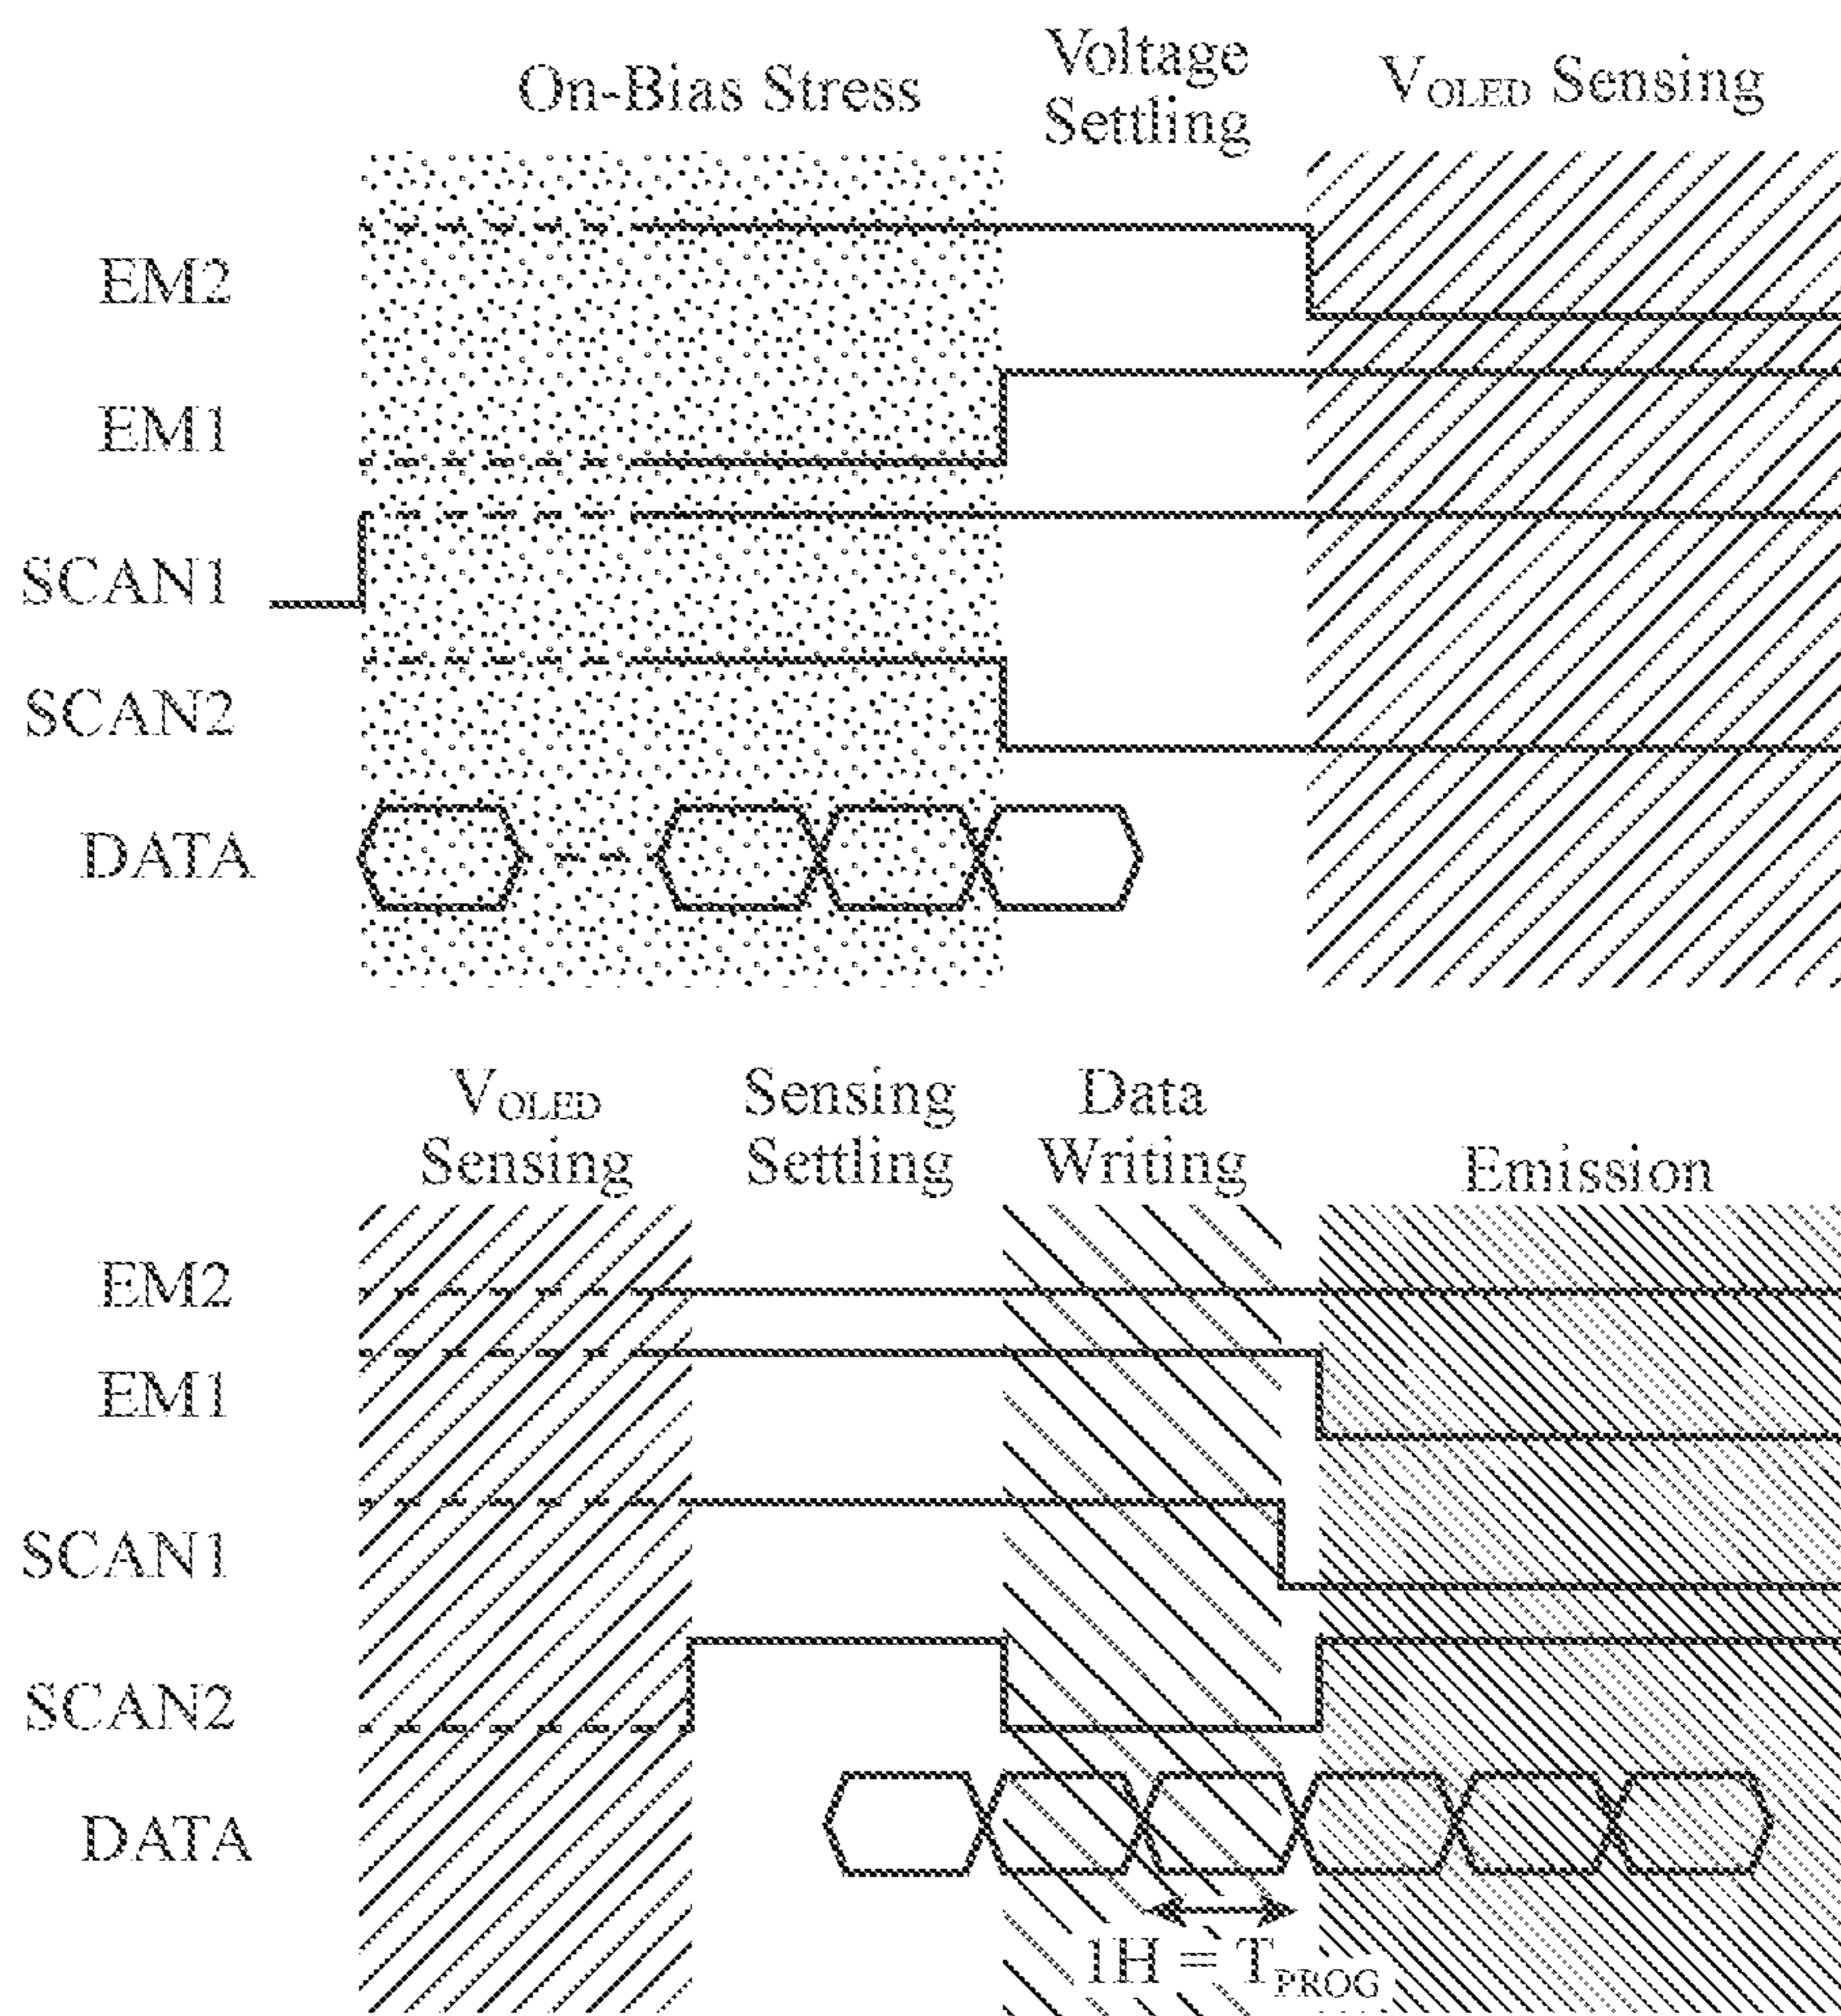 On-Bias Stress
Voltage
Settling
VOLED Sensing
EM2
EM1
SCAN1
SCAN2
DATA
VOLED
Sensing
Sensing
Settling
Data
Writing
Emission
EM2
EM1
SCAN1
SCAN2
DATA
1H = TPROG